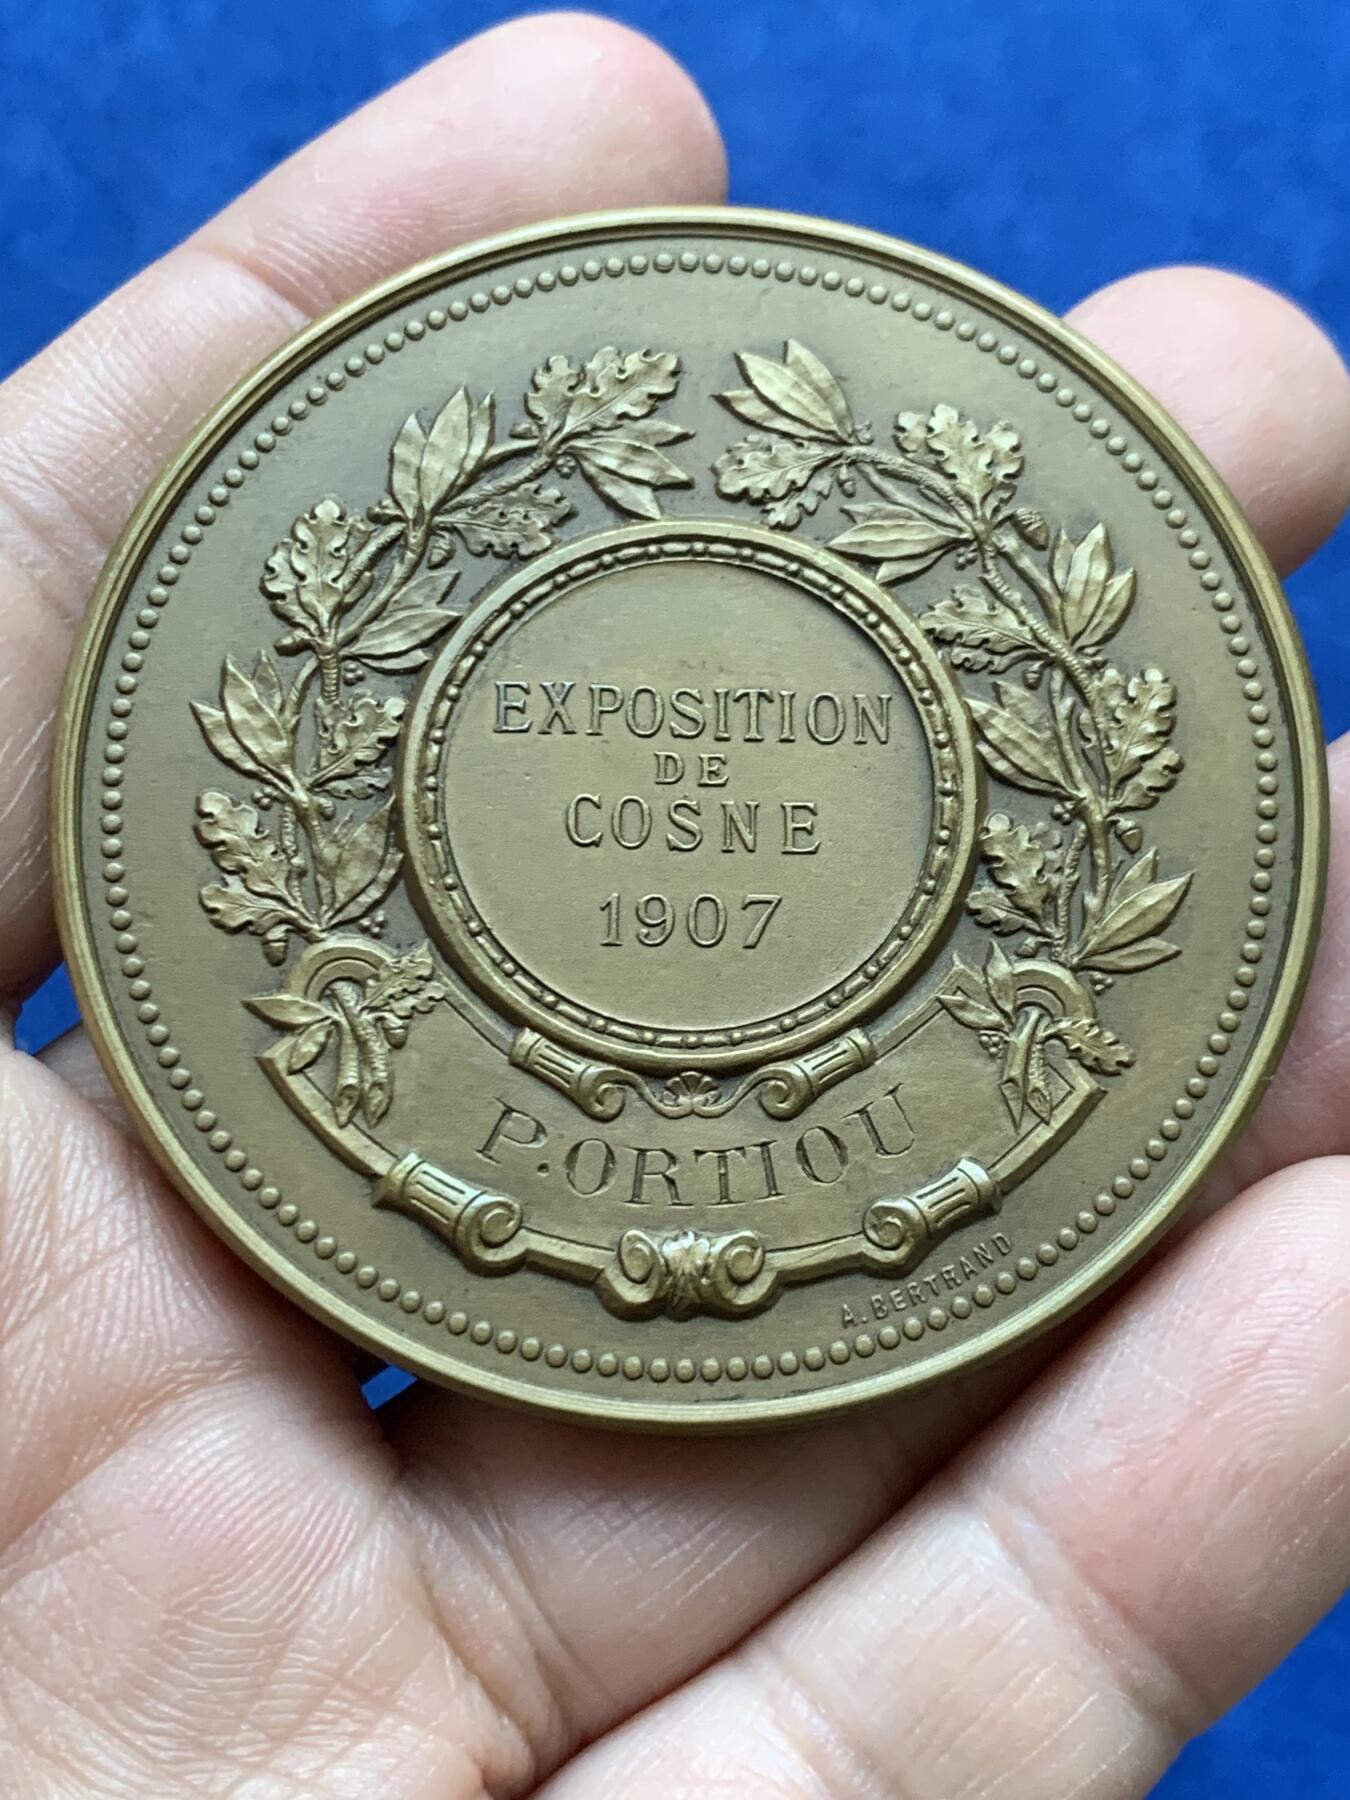 EXPOSITION
DE
COSNE
1907
P. ORTIOU
A. BERTRAND